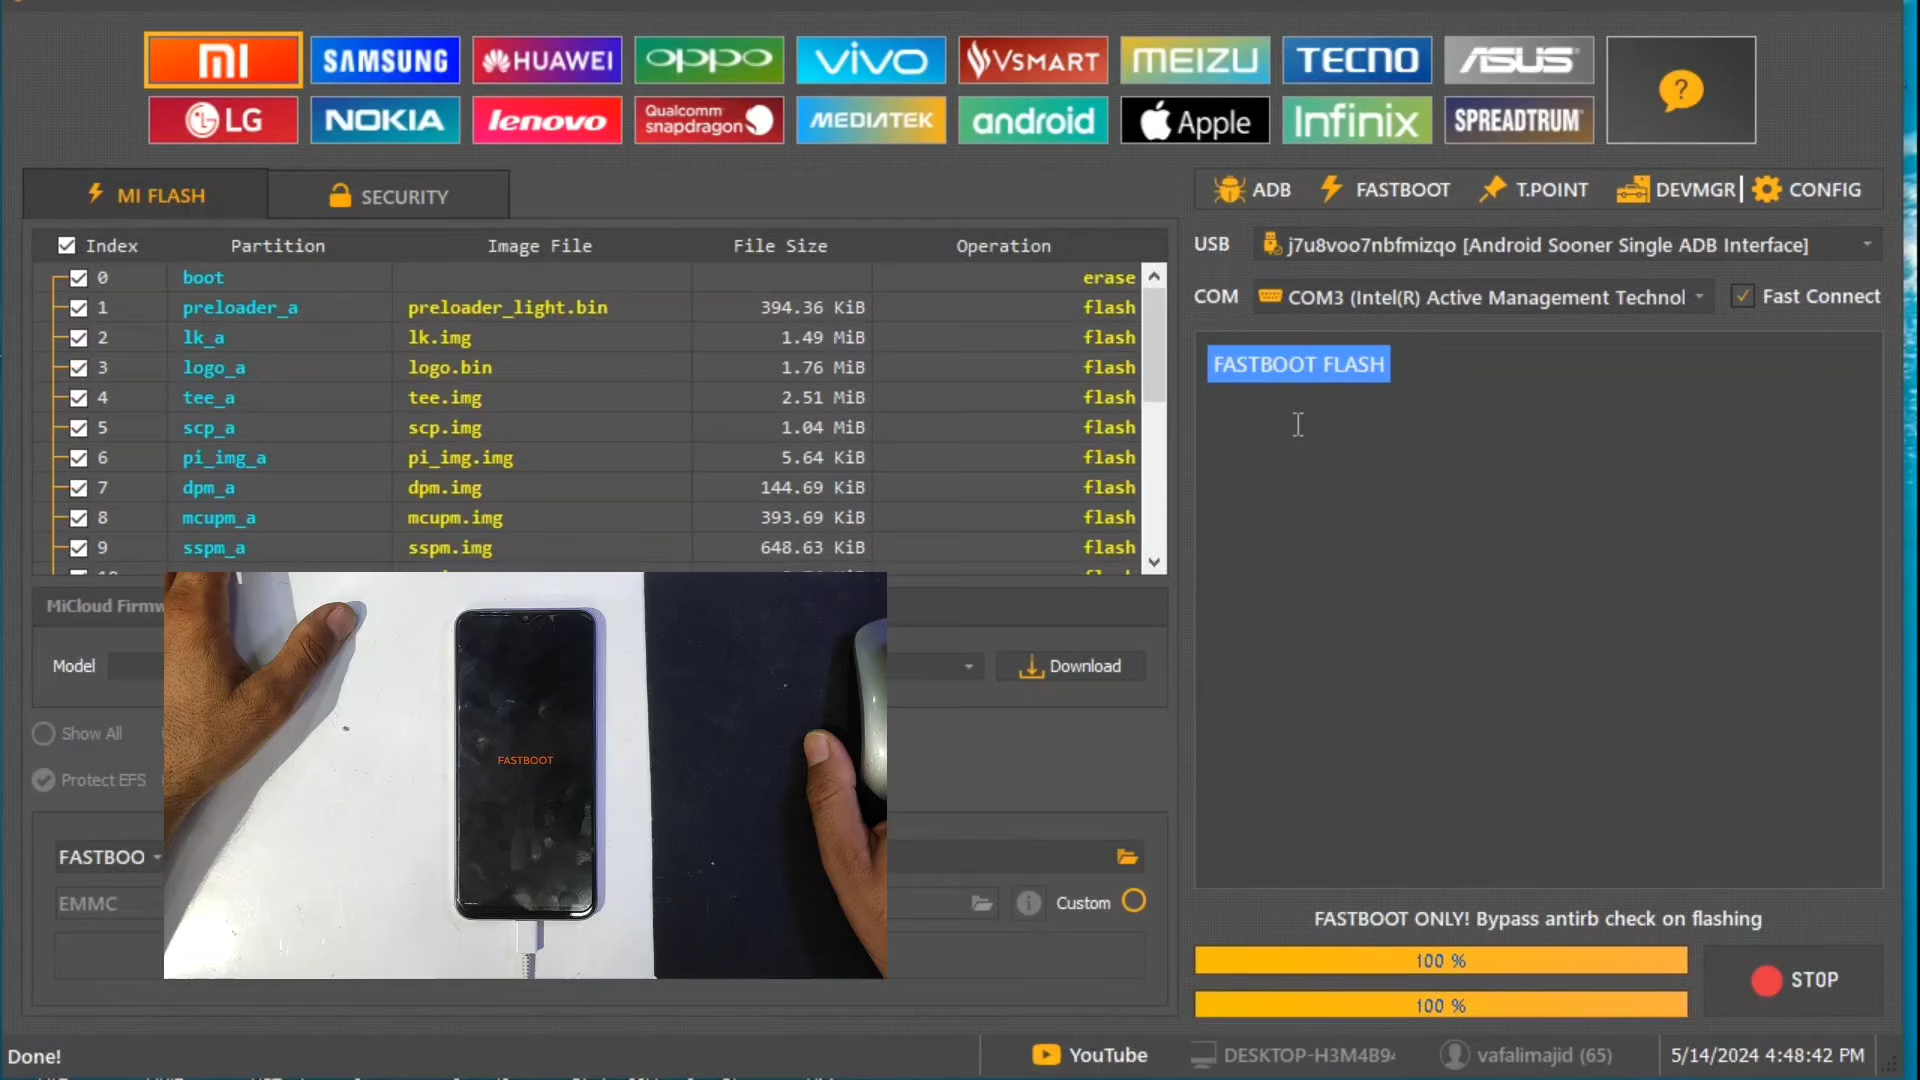 MI SAMSUNG HUAWEI oppo vivo VSMART MEIZU TECNO ASUS ?
LG NOKIA lenovo Qualcomm snapdragon MEDIATEK android Apple Infinix SPREADTRUM
MI FLASH SECURITY
ADB FASTBOOT T.POINT DEVMGR CONFIG
Index Partition Image File File Size Operation
0 boot erase
1 preloader_a preloader_light.bin 394.36 KiB flash
2 lk_a lk.img 1.49 MiB flash
3 logo_a logo.bin 1.76 MiB flash
4 tee_a tee.img 2.51 MiB flash
5 scp_a scp.img 1.04 MiB flash
6 pi_img_a pi_img.img 5.64 KiB flash
7 dpm_a dpm.img 144.69 KiB flash
8 mcupm_a mcupm.img 393.69 KiB flash
9 sspm_a sspm.img 648.63 KiB flash
USB j7u8voo7nbfmizqo [Android Sooner Single ADB Interface]
COM COM3 (Intel(R) Active Management Technol Fast Connect
FASTBOOT FLASH
MiCloud Firmw
Model Download
Show All
Protect EFS
FASTBOOT
FASTBOO
EMMC Custom
FASTBOOT ONLY! Bypass antirb check on flashing
100 %
100 %
STOP
Done! YouTube DESKTOP-H3M4B9 vafalimajid (65) 5/14/2024 4:48:42 PM